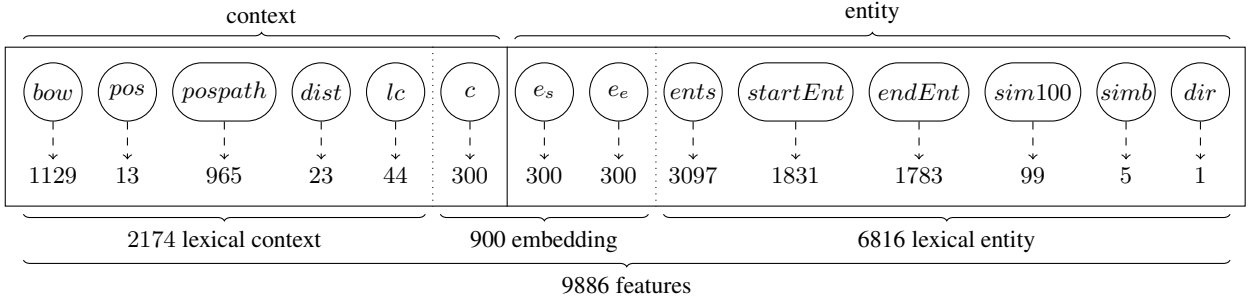 context entity
bow pos pospath dist lc c e_s e_e ents startEnt endEnt sim100 simb dir
1129 13 965 23 44 300 300 300 3097 1831 1783 99 5 1
2174 lexical context 900 embedding 6816 lexical entity
9886 features